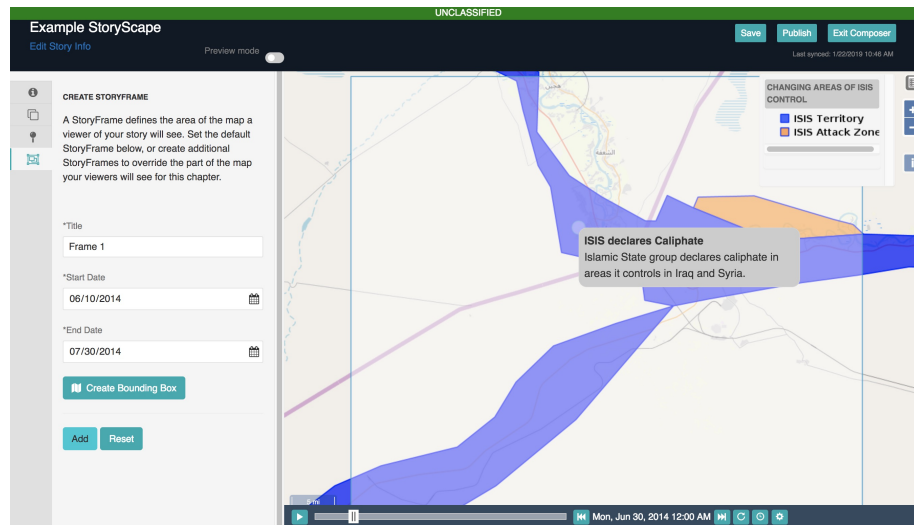 UNCLASSIFIED
Example StoryScape
Edit Story Info
Preview mode
Save
Publish
Exit Composer
Last synced: 1/22/2019 10:46 AM
CREATE STORYFRAME
A StoryFrame defines the area of the map a
viewer of your story will see. Set the default
StoryFrame below, or create additional
StoryFrames to override the part of the map
your viewers will see for this chapter.
*Title
Frame 1
*Start Date
06/10/2014
*End Date
07/30/2014
Create Bounding Box
Add
Reset
CHANGING AREAS OF ISIS
CONTROL
ISIS Territory
ISIS Attack Zone
ISIS declares Caliphate
Islamic State group declares caliphate in
areas it controls in Iraq and Syria.
5 mi
Mon, Jun 30, 2014 12:00 AM